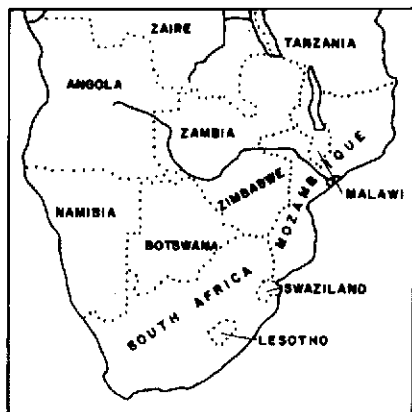 ZAIRE
TANZANIA
ANGOLA
ZAMBIA
MALAWI
MOZAMBIQUE
ZIMBABWE
NAMIBIA
BOTSWANA
SOUTH AFRICA
SWAZILAND
LESOTHO